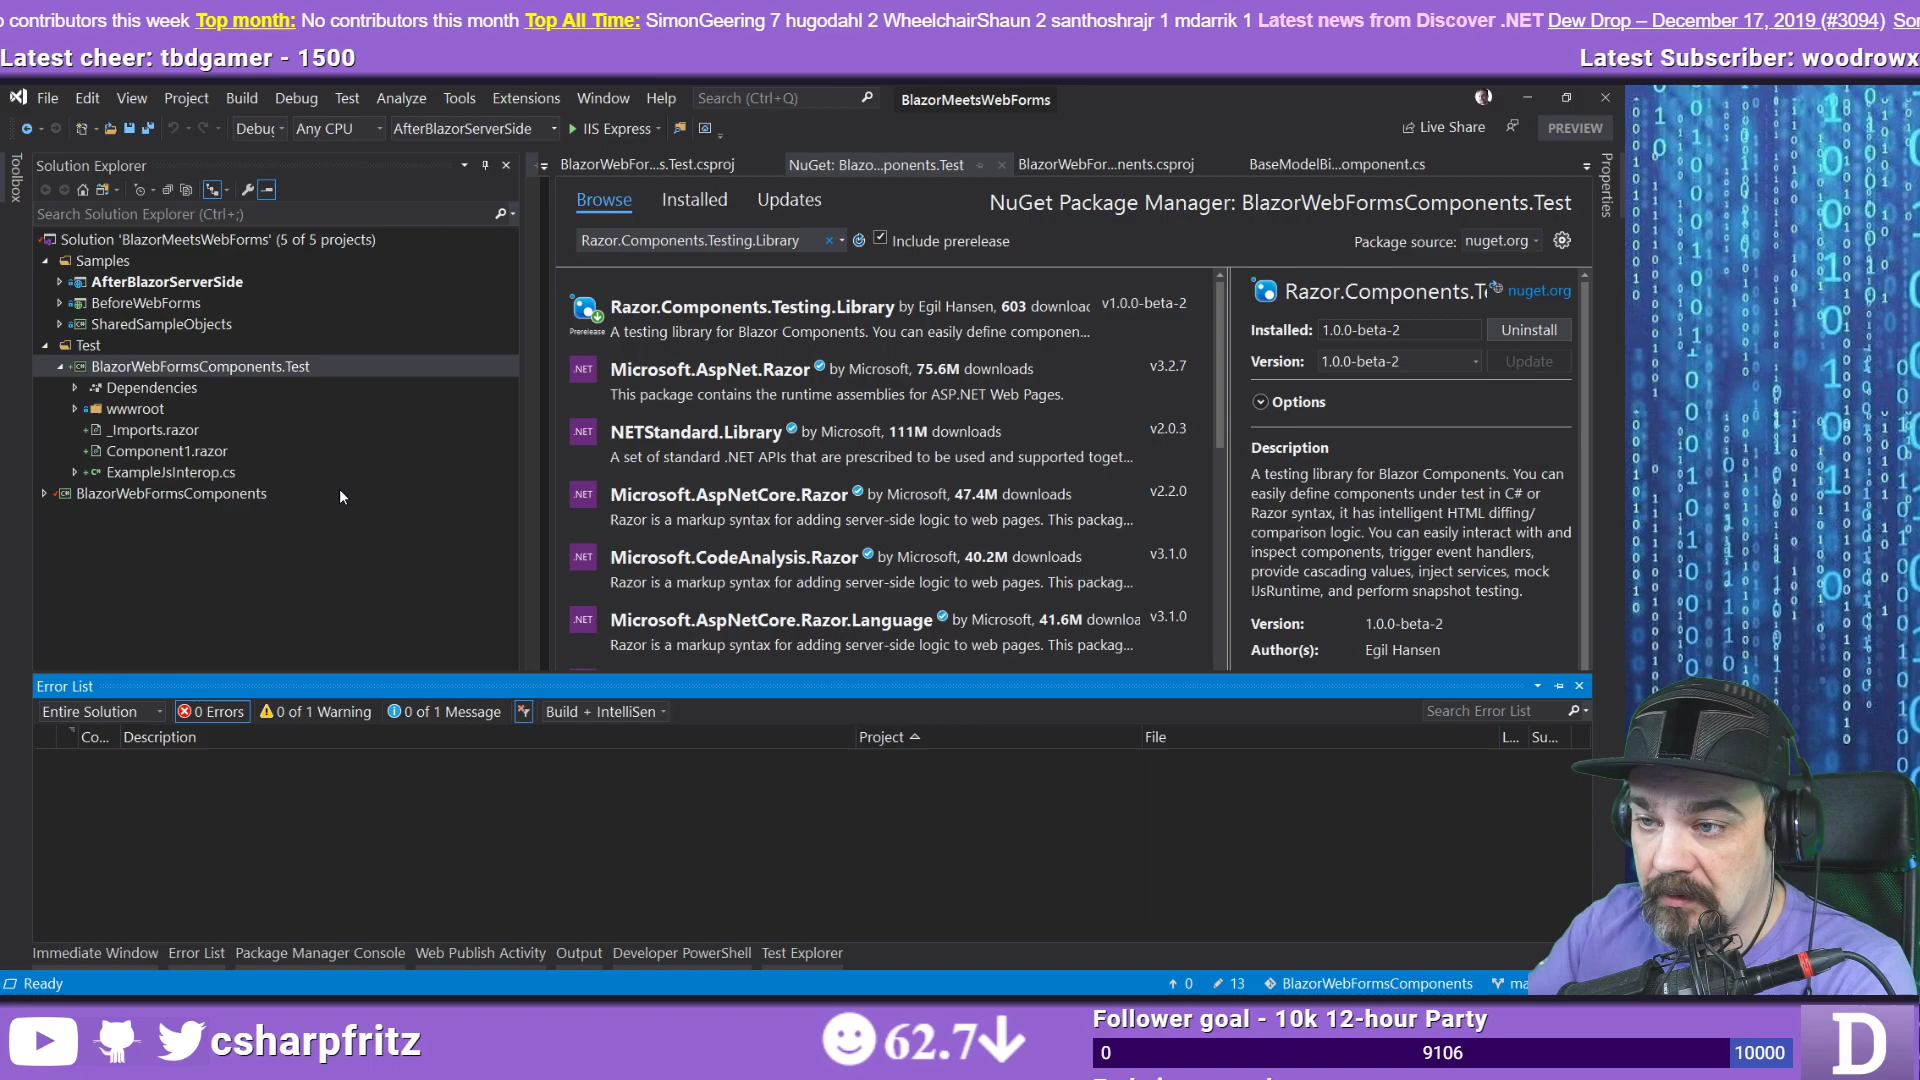 o contributors this week Top month: No contributors this month Top All Time: SimonGeering 7 hugodahl 2 WheelchairShaun 2 santhoshrajr 1 mdarrik 1 Latest news from Discover .NET Dew Drop – December 17, 2019 (#3094) Sor
Latest cheer: tbdgamer - 1500
Latest Subscriber: woodrowx
File Edit View Project Build Debug Test Analyze Tools Extensions Window Help Search (Ctrl+Q) BlazorMeetsWebForms
Debug Any CPU AfterBlazorServerSide IIS Express Live Share PREVIEW
Toolbox
Solution Explorer
Search Solution Explorer (Ctrl+;)
Solution 'BlazorMeetsWebForms' (5 of 5 projects)
Samples
AfterBlazorServerSide
BeforeWebForms
SharedSampleObjects
Test
BlazorWebFormsComponents.Test
Dependencies
wwwroot
_Imports.razor
Component1.razor
ExampleJsInterop.cs
BlazorWebFormsComponents
BlazorWebFor...s.Test.csproj NuGet: Blazo...ponents.Test BlazorWebFor...nents.csproj BaseModelBi...omponent.cs
Properties
Browse Installed Updates NuGet Package Manager: BlazorWebFormsComponents.Test
Razor.Components.Testing.Library Include prerelease Package source: nuget.org
Razor.Components.Testing.Library by Egil Hansen, 603 downloac v1.0.0-beta-2
Prerelease A testing library for Blazor Components. You can easily define componen...
.NET Microsoft.AspNet.Razor by Microsoft, 75.6M downloads v3.2.7
This package contains the runtime assemblies for ASP.NET Web Pages.
.NET NETStandard.Library by Microsoft, 111M downloads v2.0.3
A set of standard .NET APIs that are prescribed to be used and supported toget...
.NET Microsoft.AspNetCore.Razor by Microsoft, 47.4M downloads v2.2.0
Razor is a markup syntax for adding server-side logic to web pages. This packag...
.NET Microsoft.CodeAnalysis.Razor by Microsoft, 40.2M downloads v3.1.0
Razor is a markup syntax for adding server-side logic to web pages. This packag...
.NET Microsoft.AspNetCore.Razor.Language by Microsoft, 41.6M downloa v3.1.0
Razor is a markup syntax for adding server-side logic to web pages. This packag...
Razor.Components.Te nuget.org
Installed: 1.0.0-beta-2 Uninstall
Version: 1.0.0-beta-2 Update
Options
Description
A testing library for Blazor Components. You can
easily define components under test in C# or
Razor syntax, it has intelligent HTML diffing/
comparison logic. You can easily interact with and
inspect components, trigger event handlers,
provide cascading values, inject services, mock
IJsRuntime, and perform snapshot testing.
Version: 1.0.0-beta-2
Author(s): Egil Hansen
Error List
Entire Solution 0 Errors 0 of 1 Warning 0 of 1 Message Build + IntelliSen Search Error List
Co... Description Project File L... Su...
Immediate Window Error List Package Manager Console Web Publish Activity Output Developer PowerShell Test Explorer
Ready 0 13 BlazorWebFormsComponents ma
csharpfritz
62.7
Follower goal - 10k 12-hour Party
0 9106 10000
D